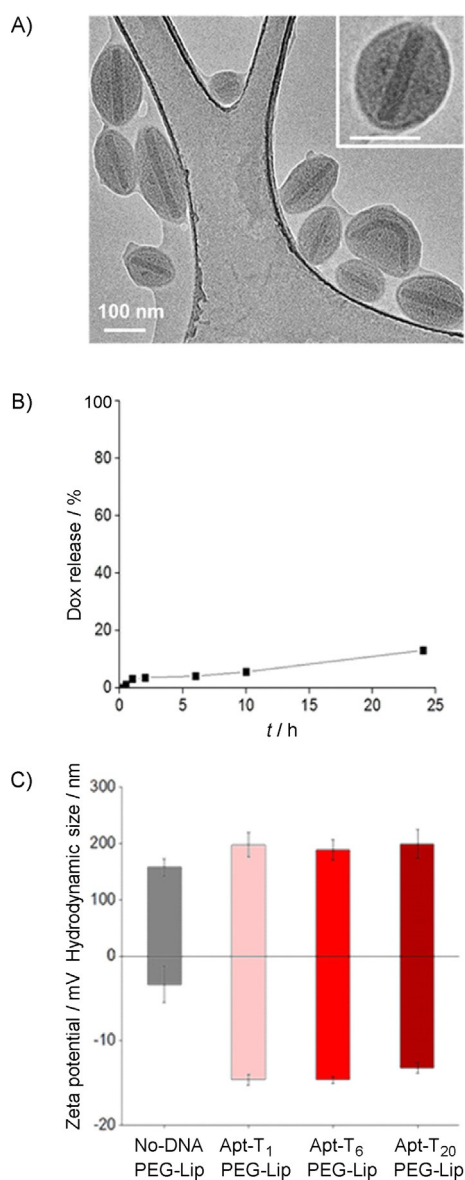 A)
100 nm
B)
100
80
60
40
20
0
Dox release / %
0 5 10 15 20 25
t / h
C)
300
200
100
0
-10
-20
Zeta potential / mV Hydrodynamic size / nm
No-DNA Apt-T1 Apt-T6 Apt-T20
PEG-Lip PEG-Lip PEG-Lip PEG-Lip